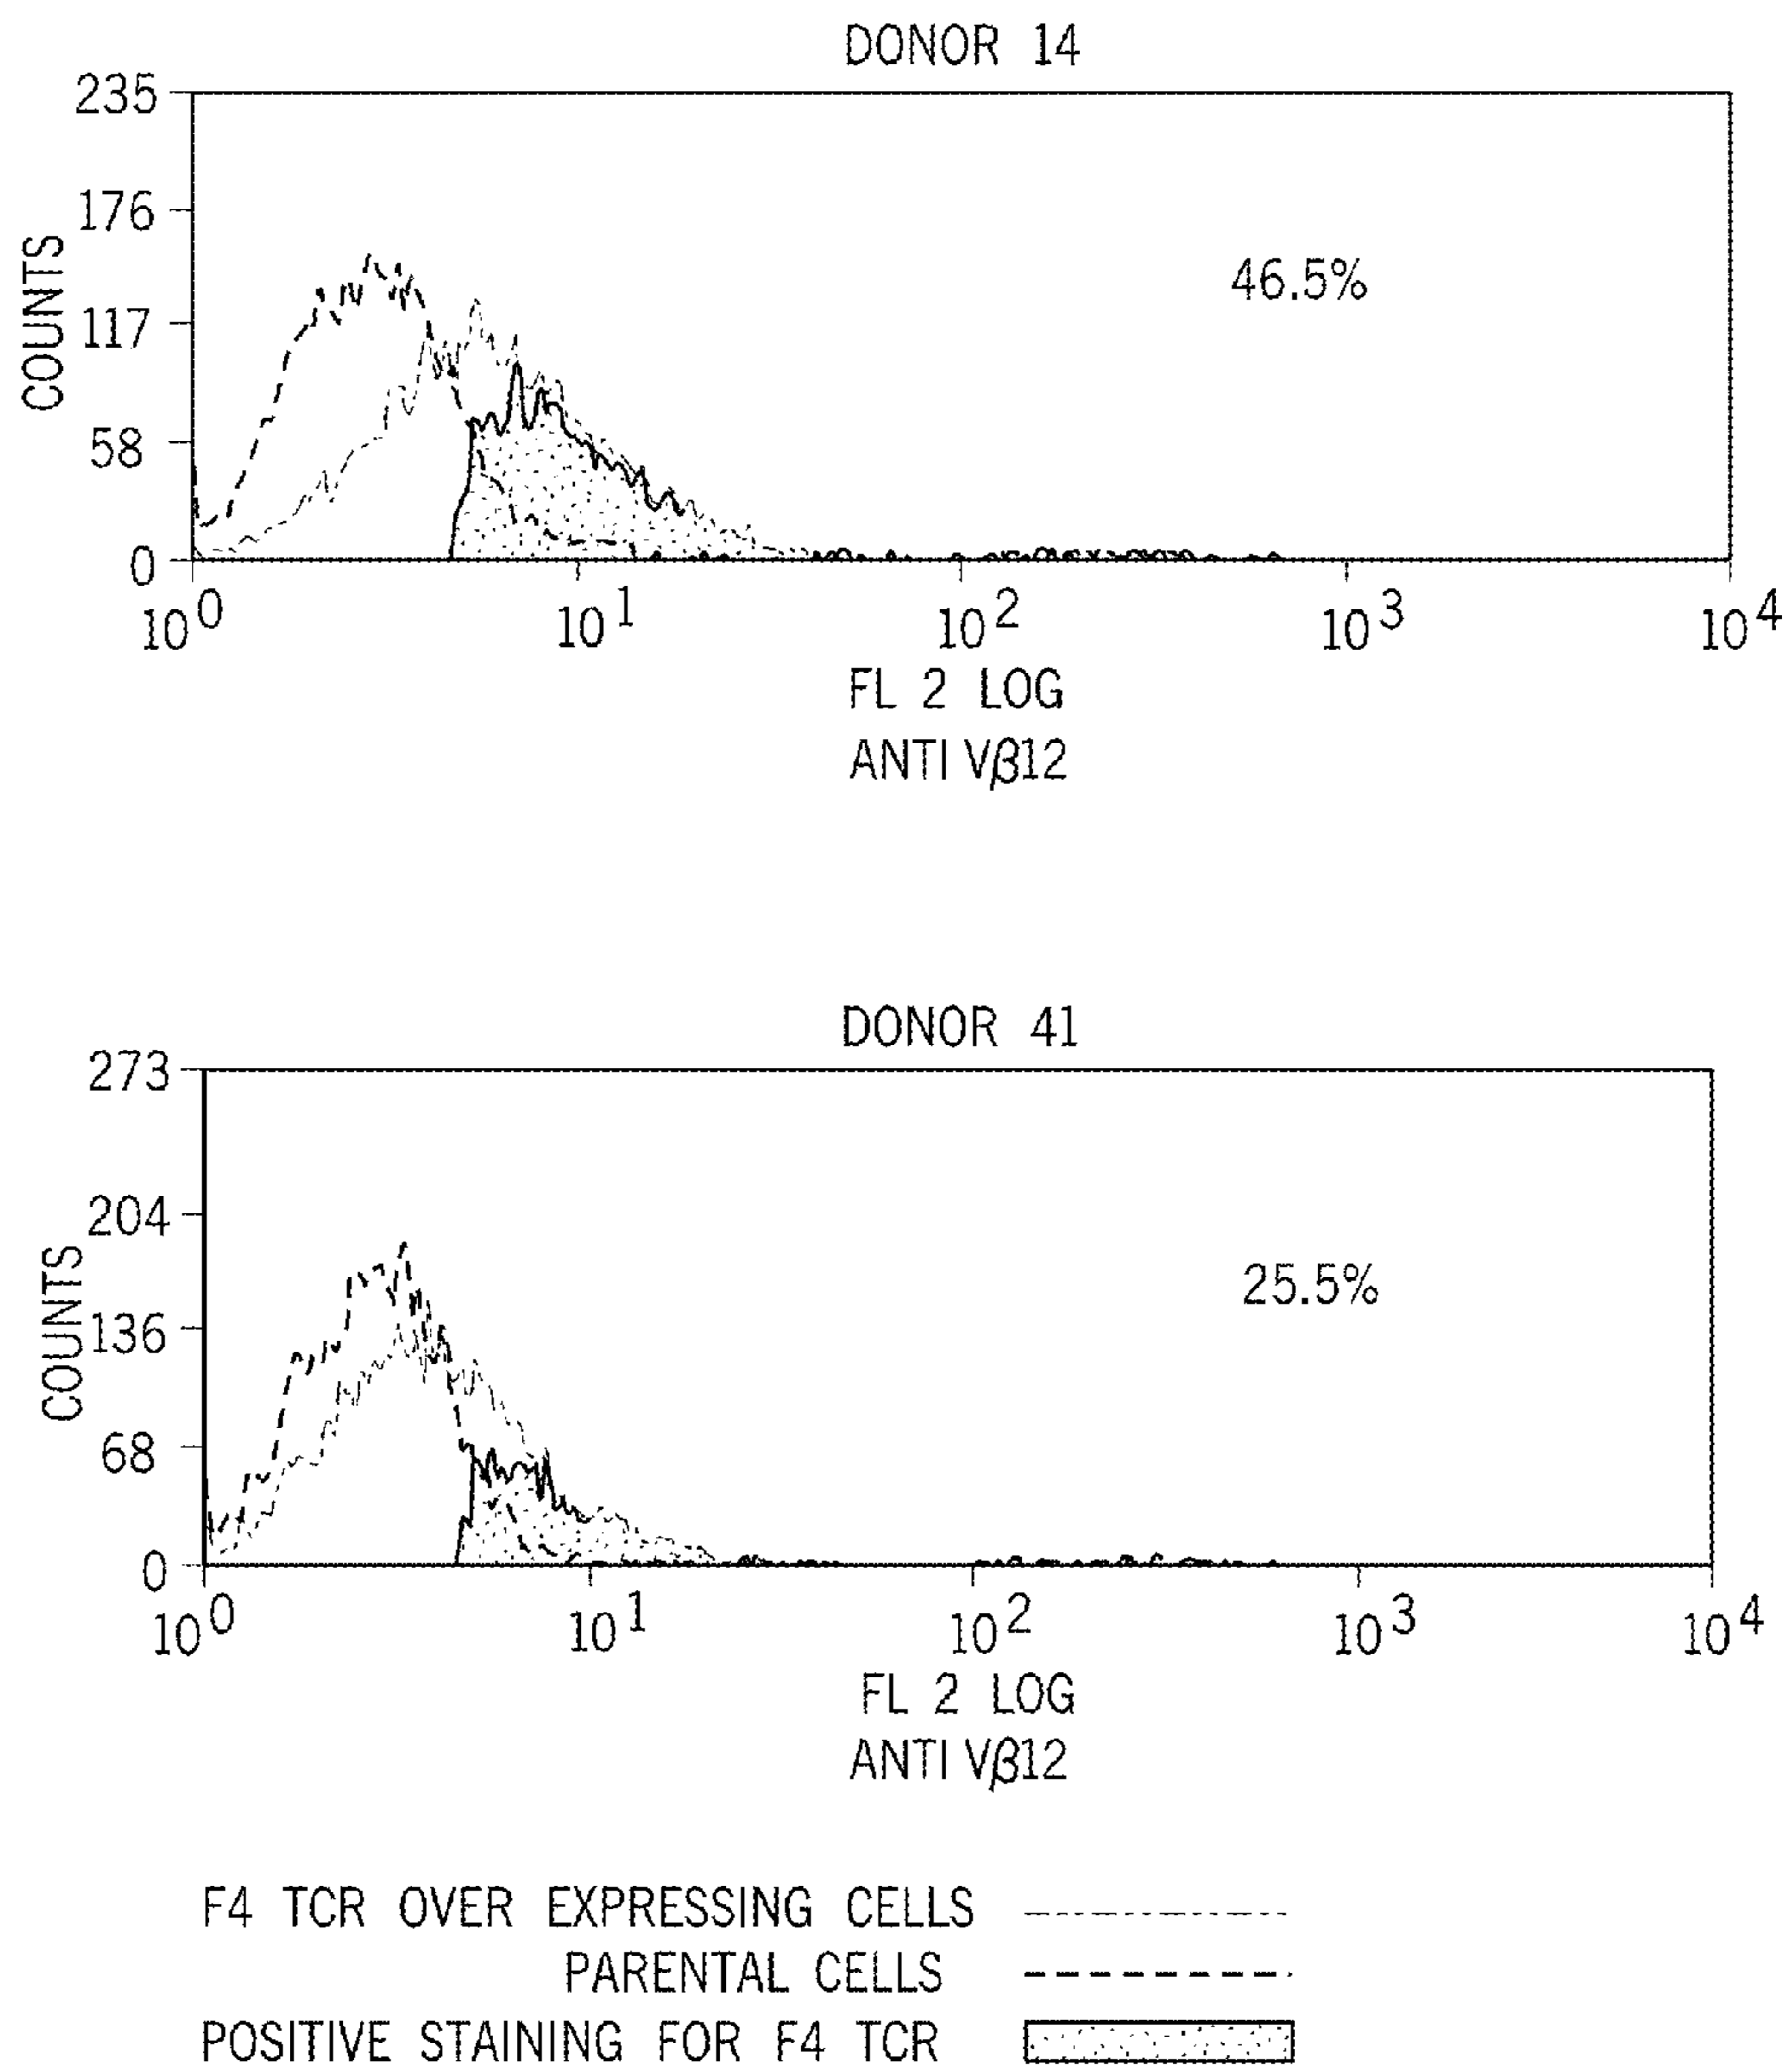 DONOR 14
235
176
117
58
0
COUNTS
46.5%
10^0 10^1 10^2 10^3 10^4
FL 2 LOG
ANTI Vβ12
DONOR 41
273
204
136
68
0
COUNTS
25.5%
10^0 10^1 10^2 10^3 10^4
FL 2 LOG
ANTI Vβ12
F4 TCR OVER EXPRESSING CELLS
PARENTAL CELLS
POSITIVE STAINING FOR F4 TCR